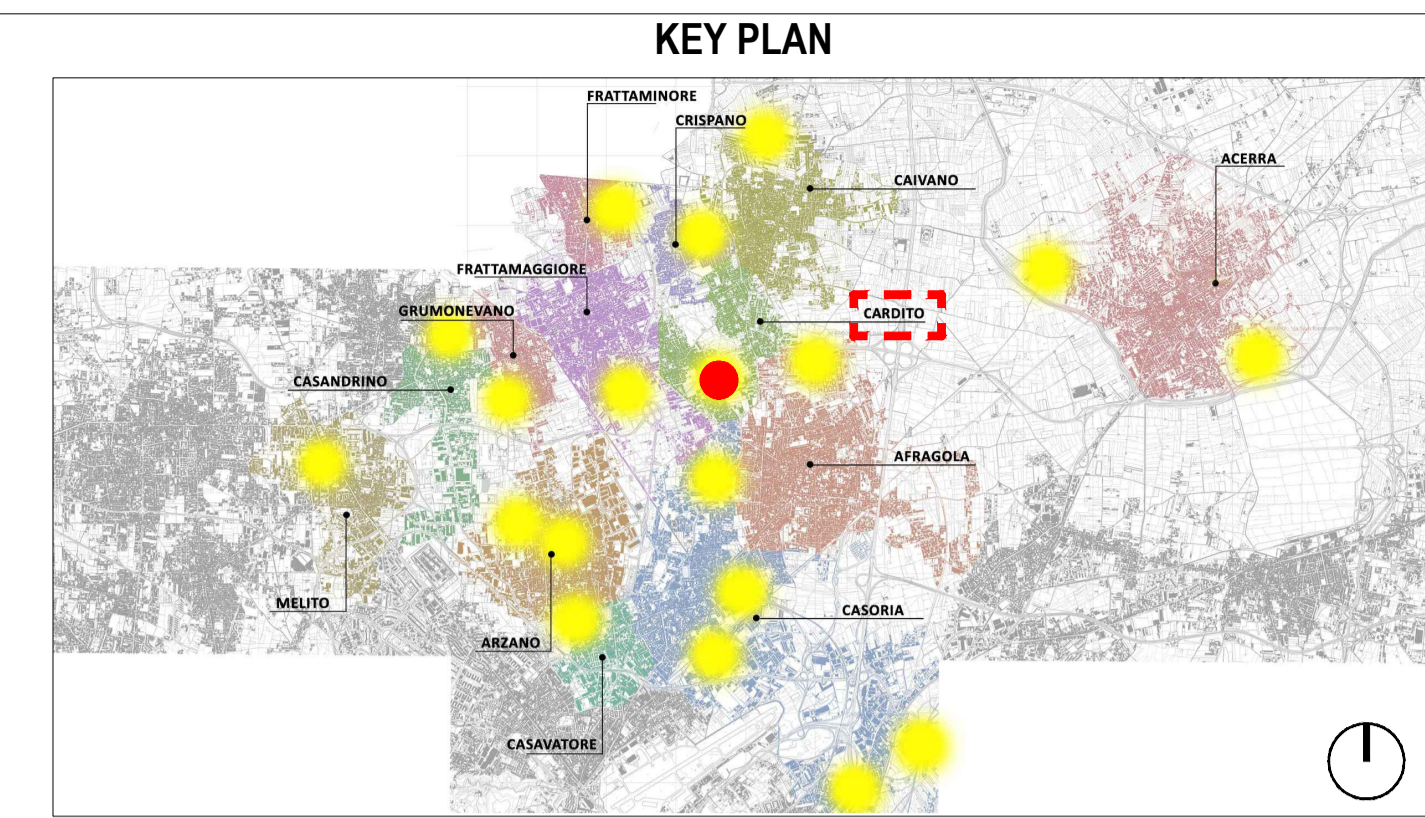 KEY PLAN
FRATTAMINORE
CRISPANO
ACERRA
CAIVANO
FRATTAMAGGIORE
GRUMONEVANO
CARDITO
CASANDRINO
AFRAGOLA
MELITO
CASORIA
ARZANO
CASAVATORE